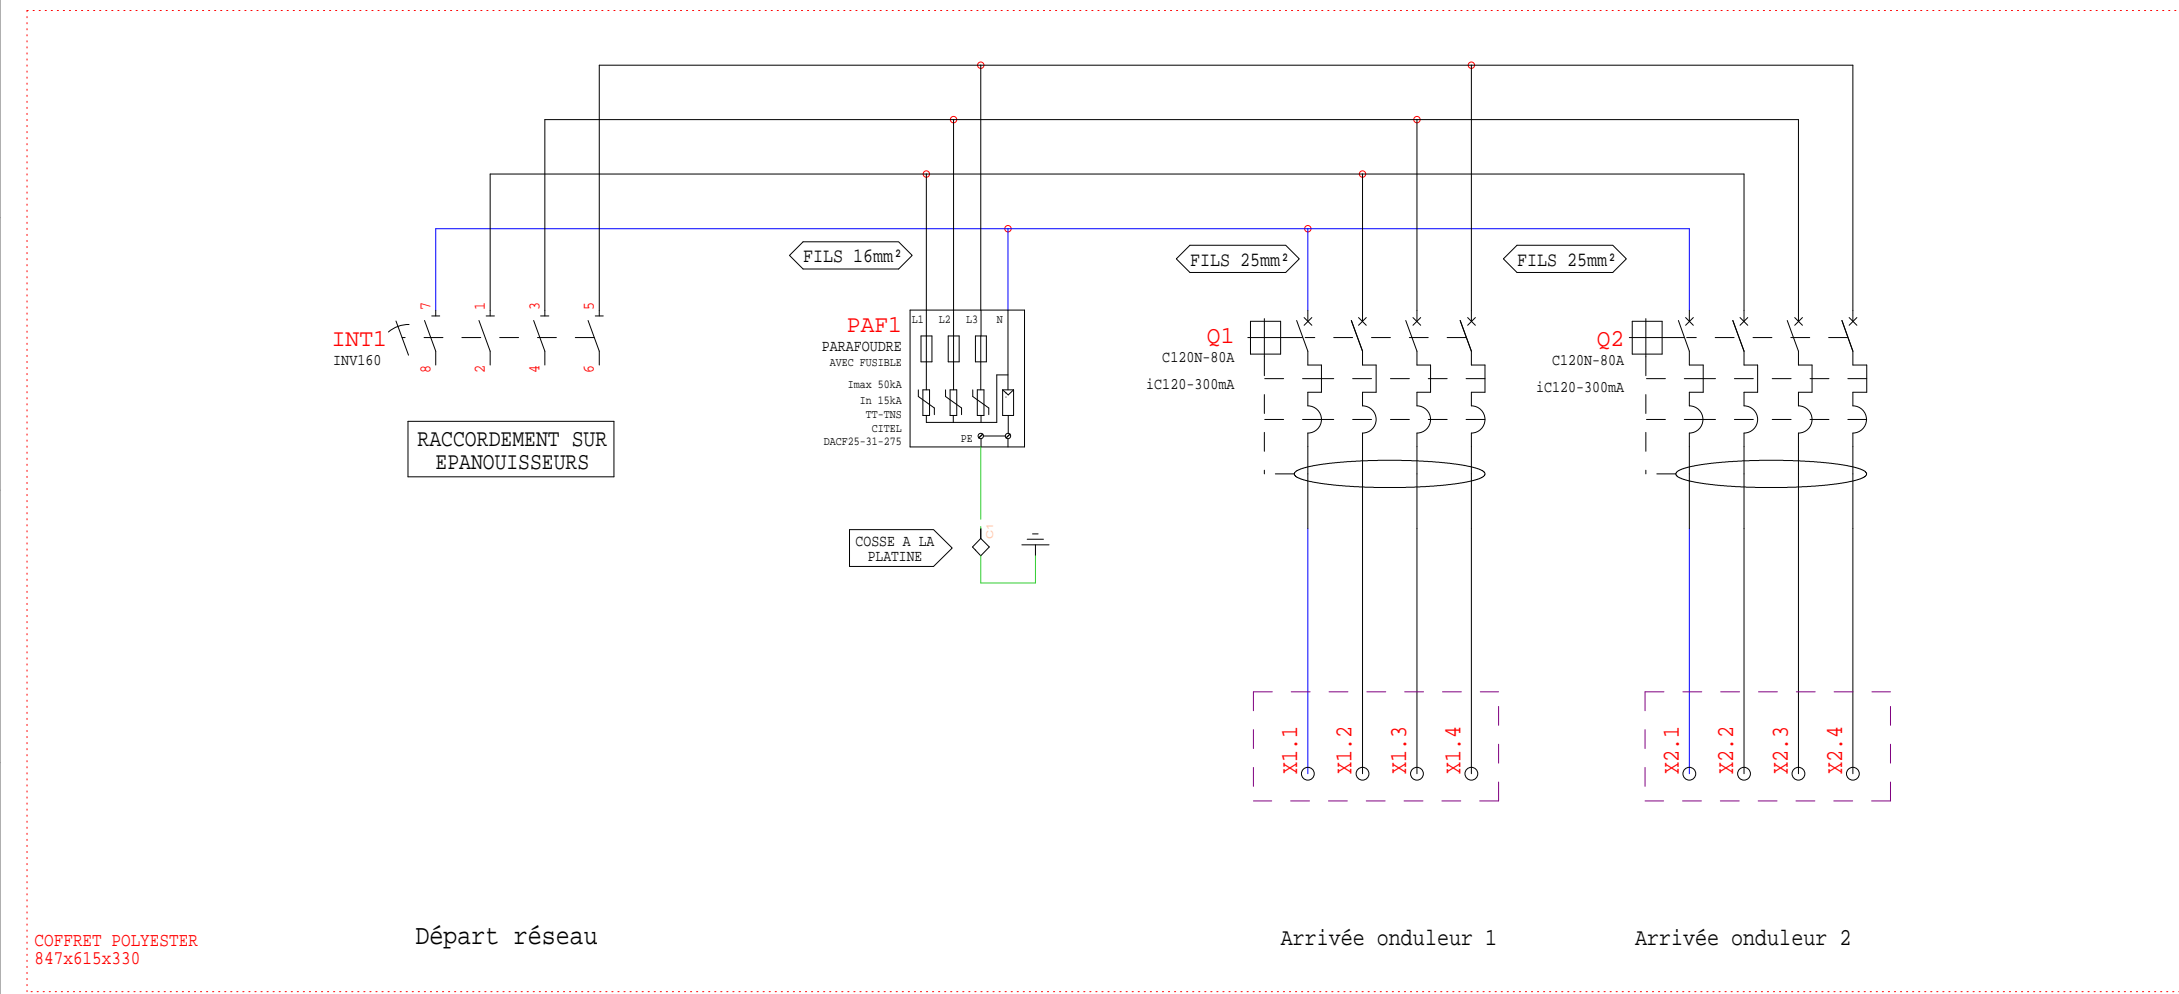 FILS 16mm²
FILS 25mm²
FILS 25mm²
7
1
3
5
INT1
INV160
8
2
4
6
RACCORDEMENT SUR
EPANOUISSEURS
PAF1
PARAFOUDRE
AVEC FUSIBLE
Imax 50kA
In 15kA
TT-TNS
CITEL
DACF25-31-275
L1
L2
L3
N
PE
COSSE A LA
PLATINE
Q1
C120N-80A
iC120-300mA
Q2
C120N-80A
iC120-300mA
X1.1
X1.2
X1.3
X1.4
X2.1
X2.2
X2.3
X2.4
COFFRET POLYESTER
847x615x330
Départ réseau
Arrivée onduleur 1
Arrivée onduleur 2